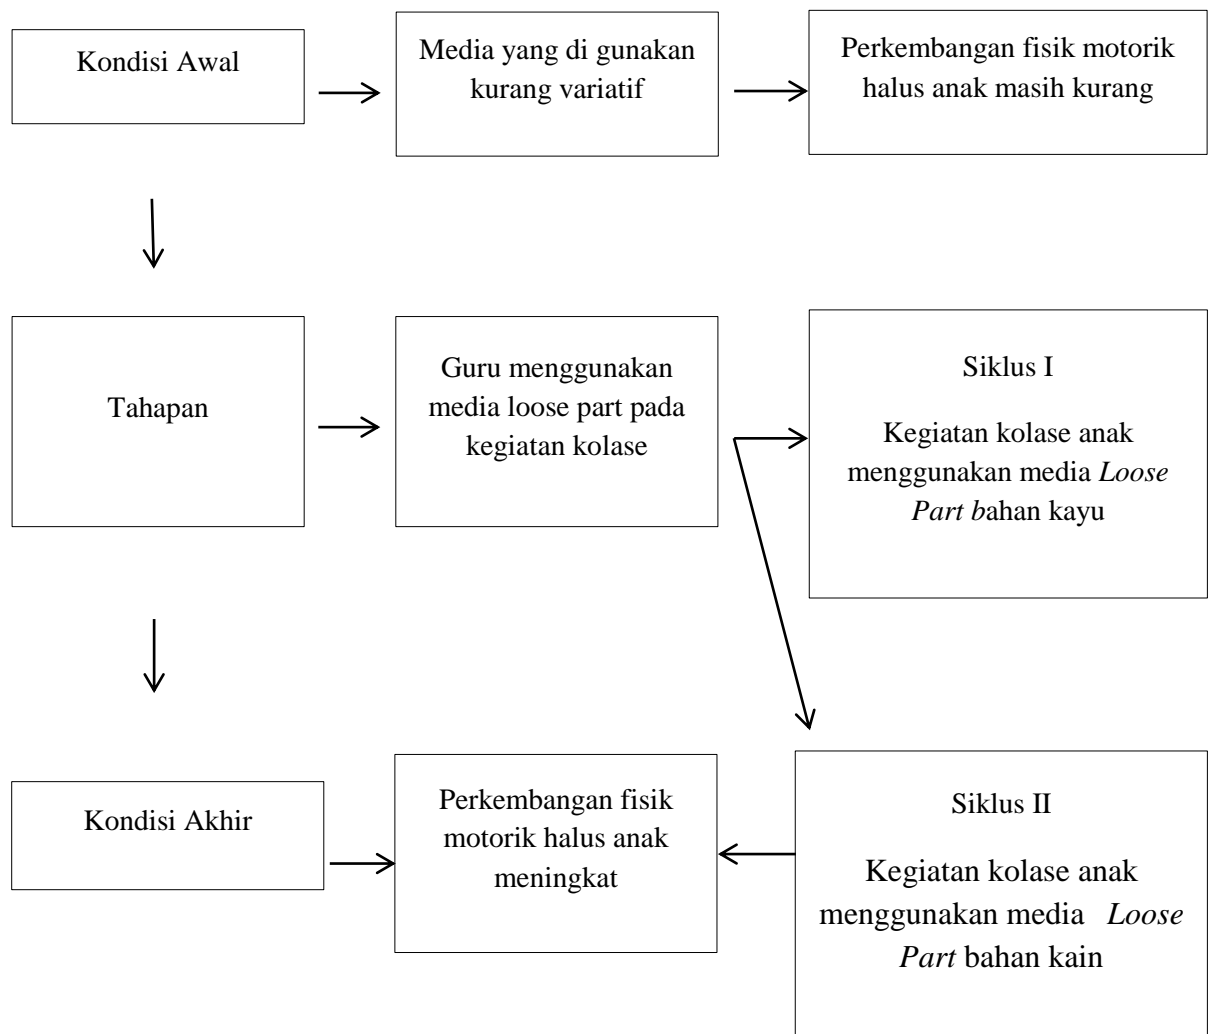 Kondisi Awal
Media yang di gunakan
kurang variatif
Perkembangan fisik motorik
halus anak masih kurang
Tahapan
Guru menggunakan
media loose part pada
kegiatan kolase
Siklus I
Kegiatan kolase anak
menggunakan media Loose
Part bahan kayu
Kondisi Akhir
Perkembangan fisik
motorik halus anak
meningkat
Siklus II
Kegiatan kolase anak
menggunakan media Loose
Part bahan kain